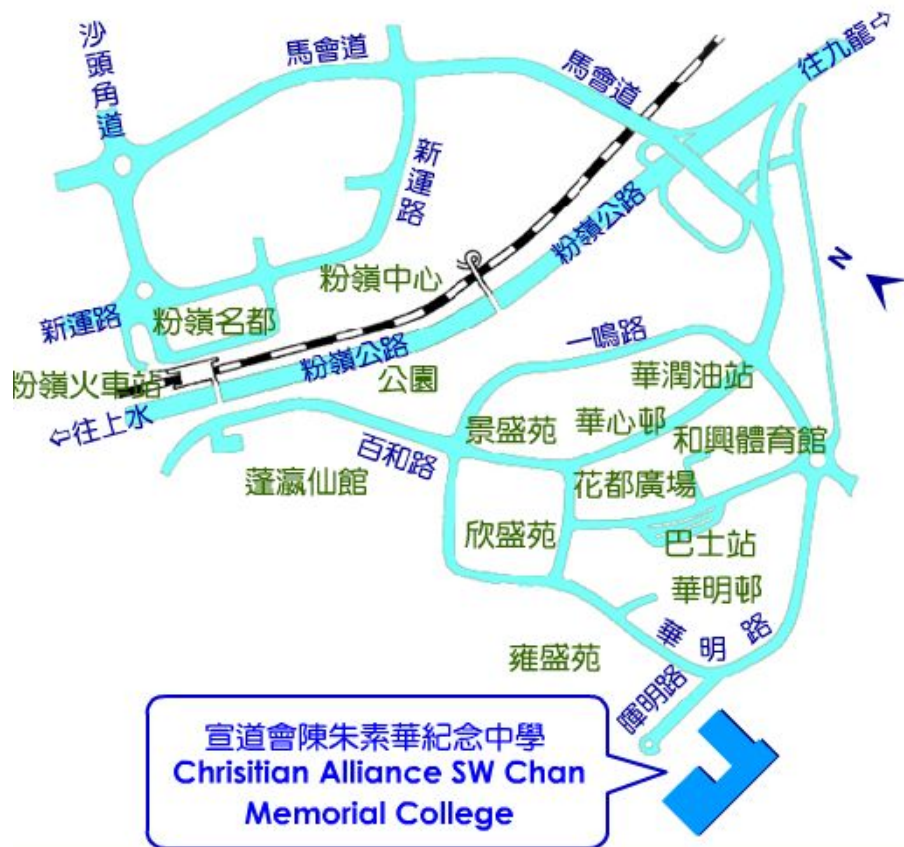 沙頭角道
馬會道
馬會道
往九龍
新運路
粉嶺公路
N
粉嶺中心
新運路
粉嶺名都
一鳴路
粉嶺公路
粉嶺火車站
公園
華潤油站
往上水
百和路
景盛苑
華心邨
和興體育館
蓬瀛仙館
花都廣場
欣盛苑
巴士站
華明邨
華明路
雍盛苑
暉明路
宣道會陳朱素華紀念中學
Chrisitian Alliance SW Chan
Memorial College